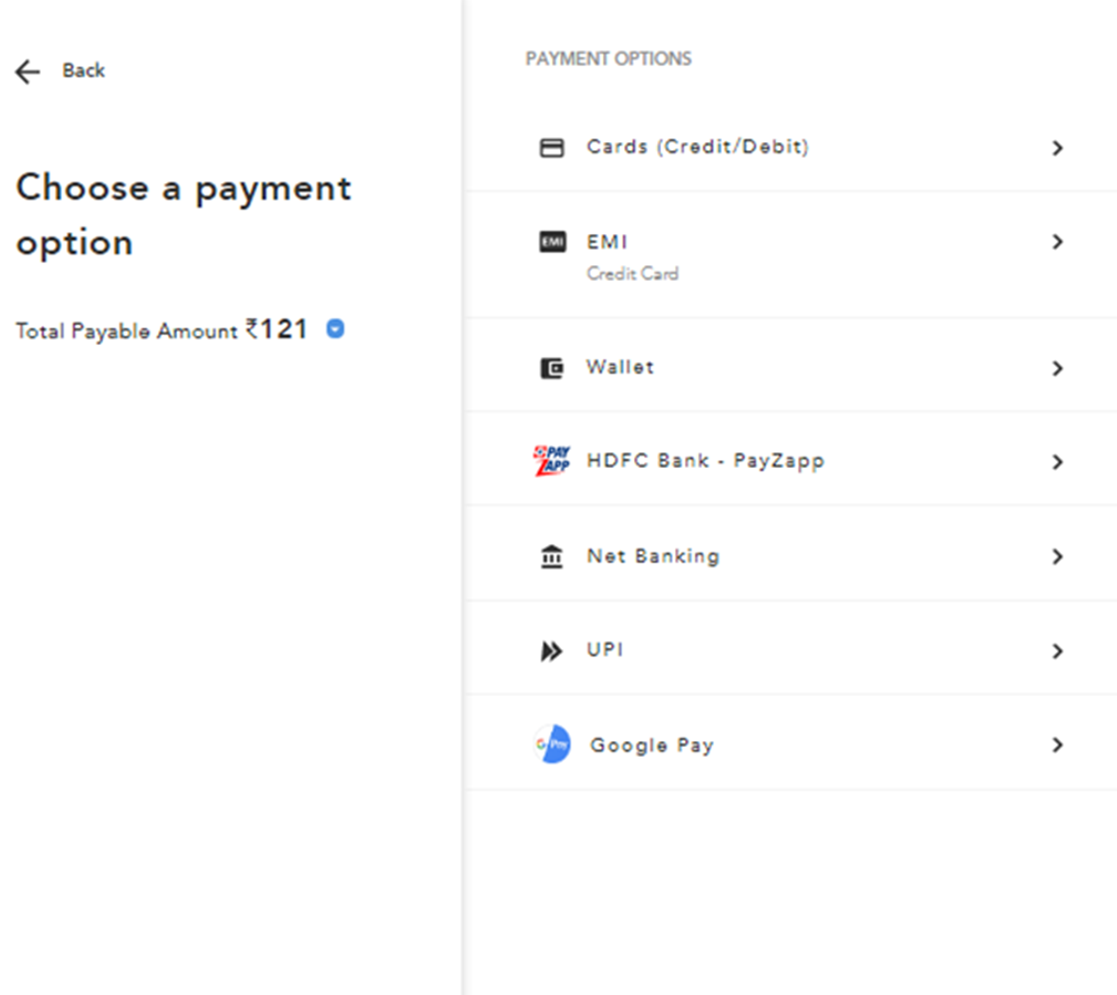 Back
Choose a payment
option
Total Payable Amount ₹121
PAYMENT OPTIONS
Cards (Credit/Debit)
EMI
EMI
Credit Card
Wallet
PAY
ZAPP
HDFC Bank - PayZapp
Net Banking
UPI
G Pay
Google Pay